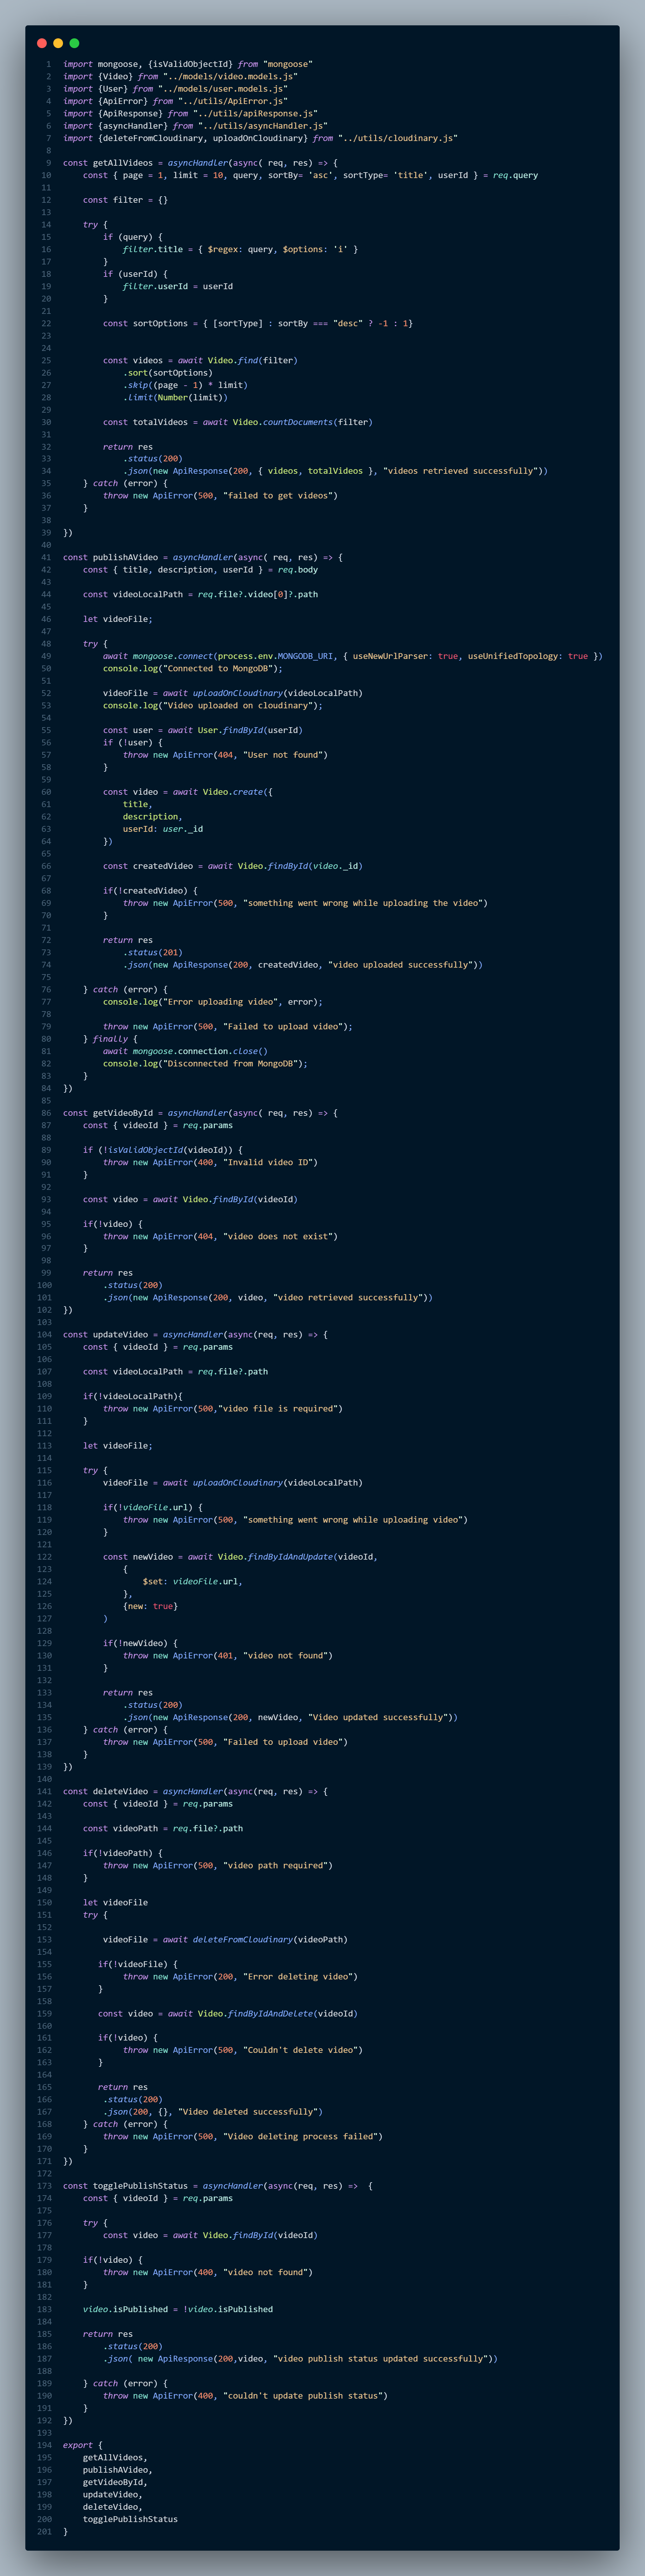 1 import mongoose, {isValidObjectId} from "mongoose"
2 import {Video} from "../models/video.models.js"
3 import {User} from "../models/user.models.js"
4 import {ApiError} from "../utils/ApiError.js"
5 import {ApiResponse} from "../utils/apiResponse.js"
6 import {asyncHandler} from "../utils/asyncHandler.js"
7 import {deleteFromCloudinary, uploadOnCloudinary} from "../utils/cloudinary.js"
8
9 const getAllVideos = asyncHandler(async( req, res) => {
10     const { page = 1, limit = 10, query, sortBy= 'asc', sortType= 'title', userId } = req.query
11
12     const filter = {}
13
14     try {
15         if (query) {
16             filter.title = { $regex: query, $options: 'i' }
17         }
18         if (userId) {
19             filter.userId = userId
20         }
21
22         const sortOptions = { [sortType] : sortBy === "desc" ? -1 : 1}
23
24
25         const videos = await Video.find(filter)
26             .sort(sortOptions)
27             .skip((page - 1) * limit)
28             .limit(Number(limit))
29
30         const totalVideos = await Video.countDocuments(filter)
31
32         return res
33             .status(200)
34             .json(new ApiResponse(200, { videos, totalVideos }, "videos retrieved successfully"))
35     } catch (error) {
36         throw new ApiError(500, "failed to get videos")
37     }
38
39 })
40
41 const publishAVideo = asyncHandler(async( req, res) => {
42     const { title, description, userId } = req.body
43
44     const videoLocalPath = req.file?.video[0]?.path
45
46     let videoFile;
47
48     try {
49         await mongoose.connect(process.env.MONGODB_URI, { useNewUrlParser: true, useUnifiedTopology: true })
50         console.log("Connected to MongoDB");
51
52         videoFile = await uploadOnCloudinary(videoLocalPath)
53         console.log("Video uploaded on cloudinary");
54
55         const user = await User.findById(userId)
56         if (!user) {
57             throw new ApiError(404, "User not found")
58         }
59
60         const video = await Video.create({
61             title,
62             description,
63             userId: user._id
64         })
65
66         const createdVideo = await Video.findById(video._id)
67
68         if(!createdVideo) {
69             throw new ApiError(500, "something went wrong while uploading the video")
70         }
71
72         return res
73             .status(201)
74             .json(new ApiResponse(200, createdVideo, "video uploaded successfully"))
75
76     } catch (error) {
77         console.log("Error uploading video", error);
78
79         throw new ApiError(500, "Failed to upload video");
80     } finally {
81         await mongoose.connection.close()
82         console.log("Disconnected from MongoDB");
83     }
84 })
85
86 const getVideoById = asyncHandler(async( req, res) => {
87     const { videoId } = req.params
88
89     if (!isValidObjectId(videoId)) {
90         throw new ApiError(400, "Invalid video ID")
91     }
92
93     const video = await Video.findById(videoId)
94
95     if(!video) {
96         throw new ApiError(404, "video does not exist")
97     }
98
99     return res
100         .status(200)
101         .json(new ApiResponse(200, video, "video retrieved successfully"))
102 })
103
104 const updateVideo = asyncHandler(async(req, res) => {
105     const { videoId } = req.params
106
107     const videoLocalPath = req.file?.path
108
109     if(!videoLocalPath){
110         throw new ApiError(500,"video file is required")
111     }
112
113     let videoFile;
114
115     try {
116         videoFile = await uploadOnCloudinary(videoLocalPath)
117
118         if(!videoFile.url) {
119             throw new ApiError(500, "something went wrong while uploading video")
120         }
121
122         const newVideo = await Video.findByIdAndUpdate(videoId,
123             {
124                 $set: videoFile.url,
125             },
126             {new: true}
127         )
128
129         if(!newVideo) {
130             throw new ApiError(401, "video not found")
131         }
132
133         return res
134             .status(200)
135             .json(new ApiResponse(200, newVideo, "Video updated successfully"))
136     } catch (error) {
137         throw new ApiError(500, "Failed to upload video")
138     }
139 })
140
141 const deleteVideo = asyncHandler(async(req, res) => {
142     const { videoId } = req.params
143
144     const videoPath = req.file?.path
145
146     if(!videoPath) {
147         throw new ApiError(500, "video path required")
148     }
149
150     let videoFile
151     try {
152
153         videoFile = await deleteFromCloudinary(videoPath)
154
155        if(!videoFile) {
156             throw new ApiError(200, "Error deleting video")
157        }
158
159        const video = await Video.findByIdAndDelete(videoId)
160
161        if(!video) {
162             throw new ApiError(500, "Couldn't delete video")
163        }
164
165        return res
166         .status(200)
167         .json(200, {}, "Video deleted successfully")
168     } catch (error) {
169         throw new ApiError(500, "Video deleting process failed")
170     }
171 })
172
173 const togglePublishStatus = asyncHandler(async(req, res) =>  {
174     const { videoId } = req.params
175
176     try {
177         const video = await Video.findById(videoId)
178
179     if(!video) {
180         throw new ApiError(400, "video not found")
181     }
182
183     video.isPublished = !video.isPublished
184
185     return res
186         .status(200)
187         .json( new ApiResponse(200,video, "video publish status updated successfully"))
188
189     } catch (error) {
190         throw new ApiError(400, "couldn't update publish status")
191     }
192 })
193
194 export {
195     getAllVideos,
196     publishAVideo,
197     getVideoById,
198     updateVideo,
199     deleteVideo,
200     togglePublishStatus
201 }